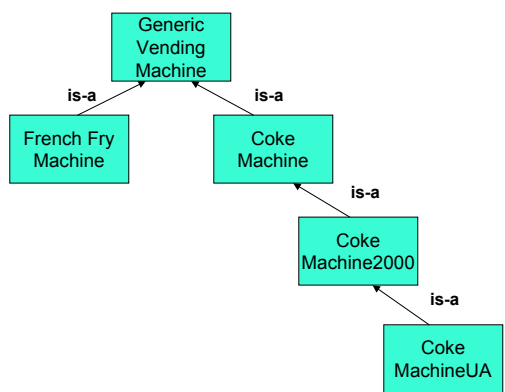 Generic
Vending
Machine
is-a
is-a
French Fry
Machine
Coke
Machine
is-a
Coke
Machine2000
is-a
Coke
MachineUA